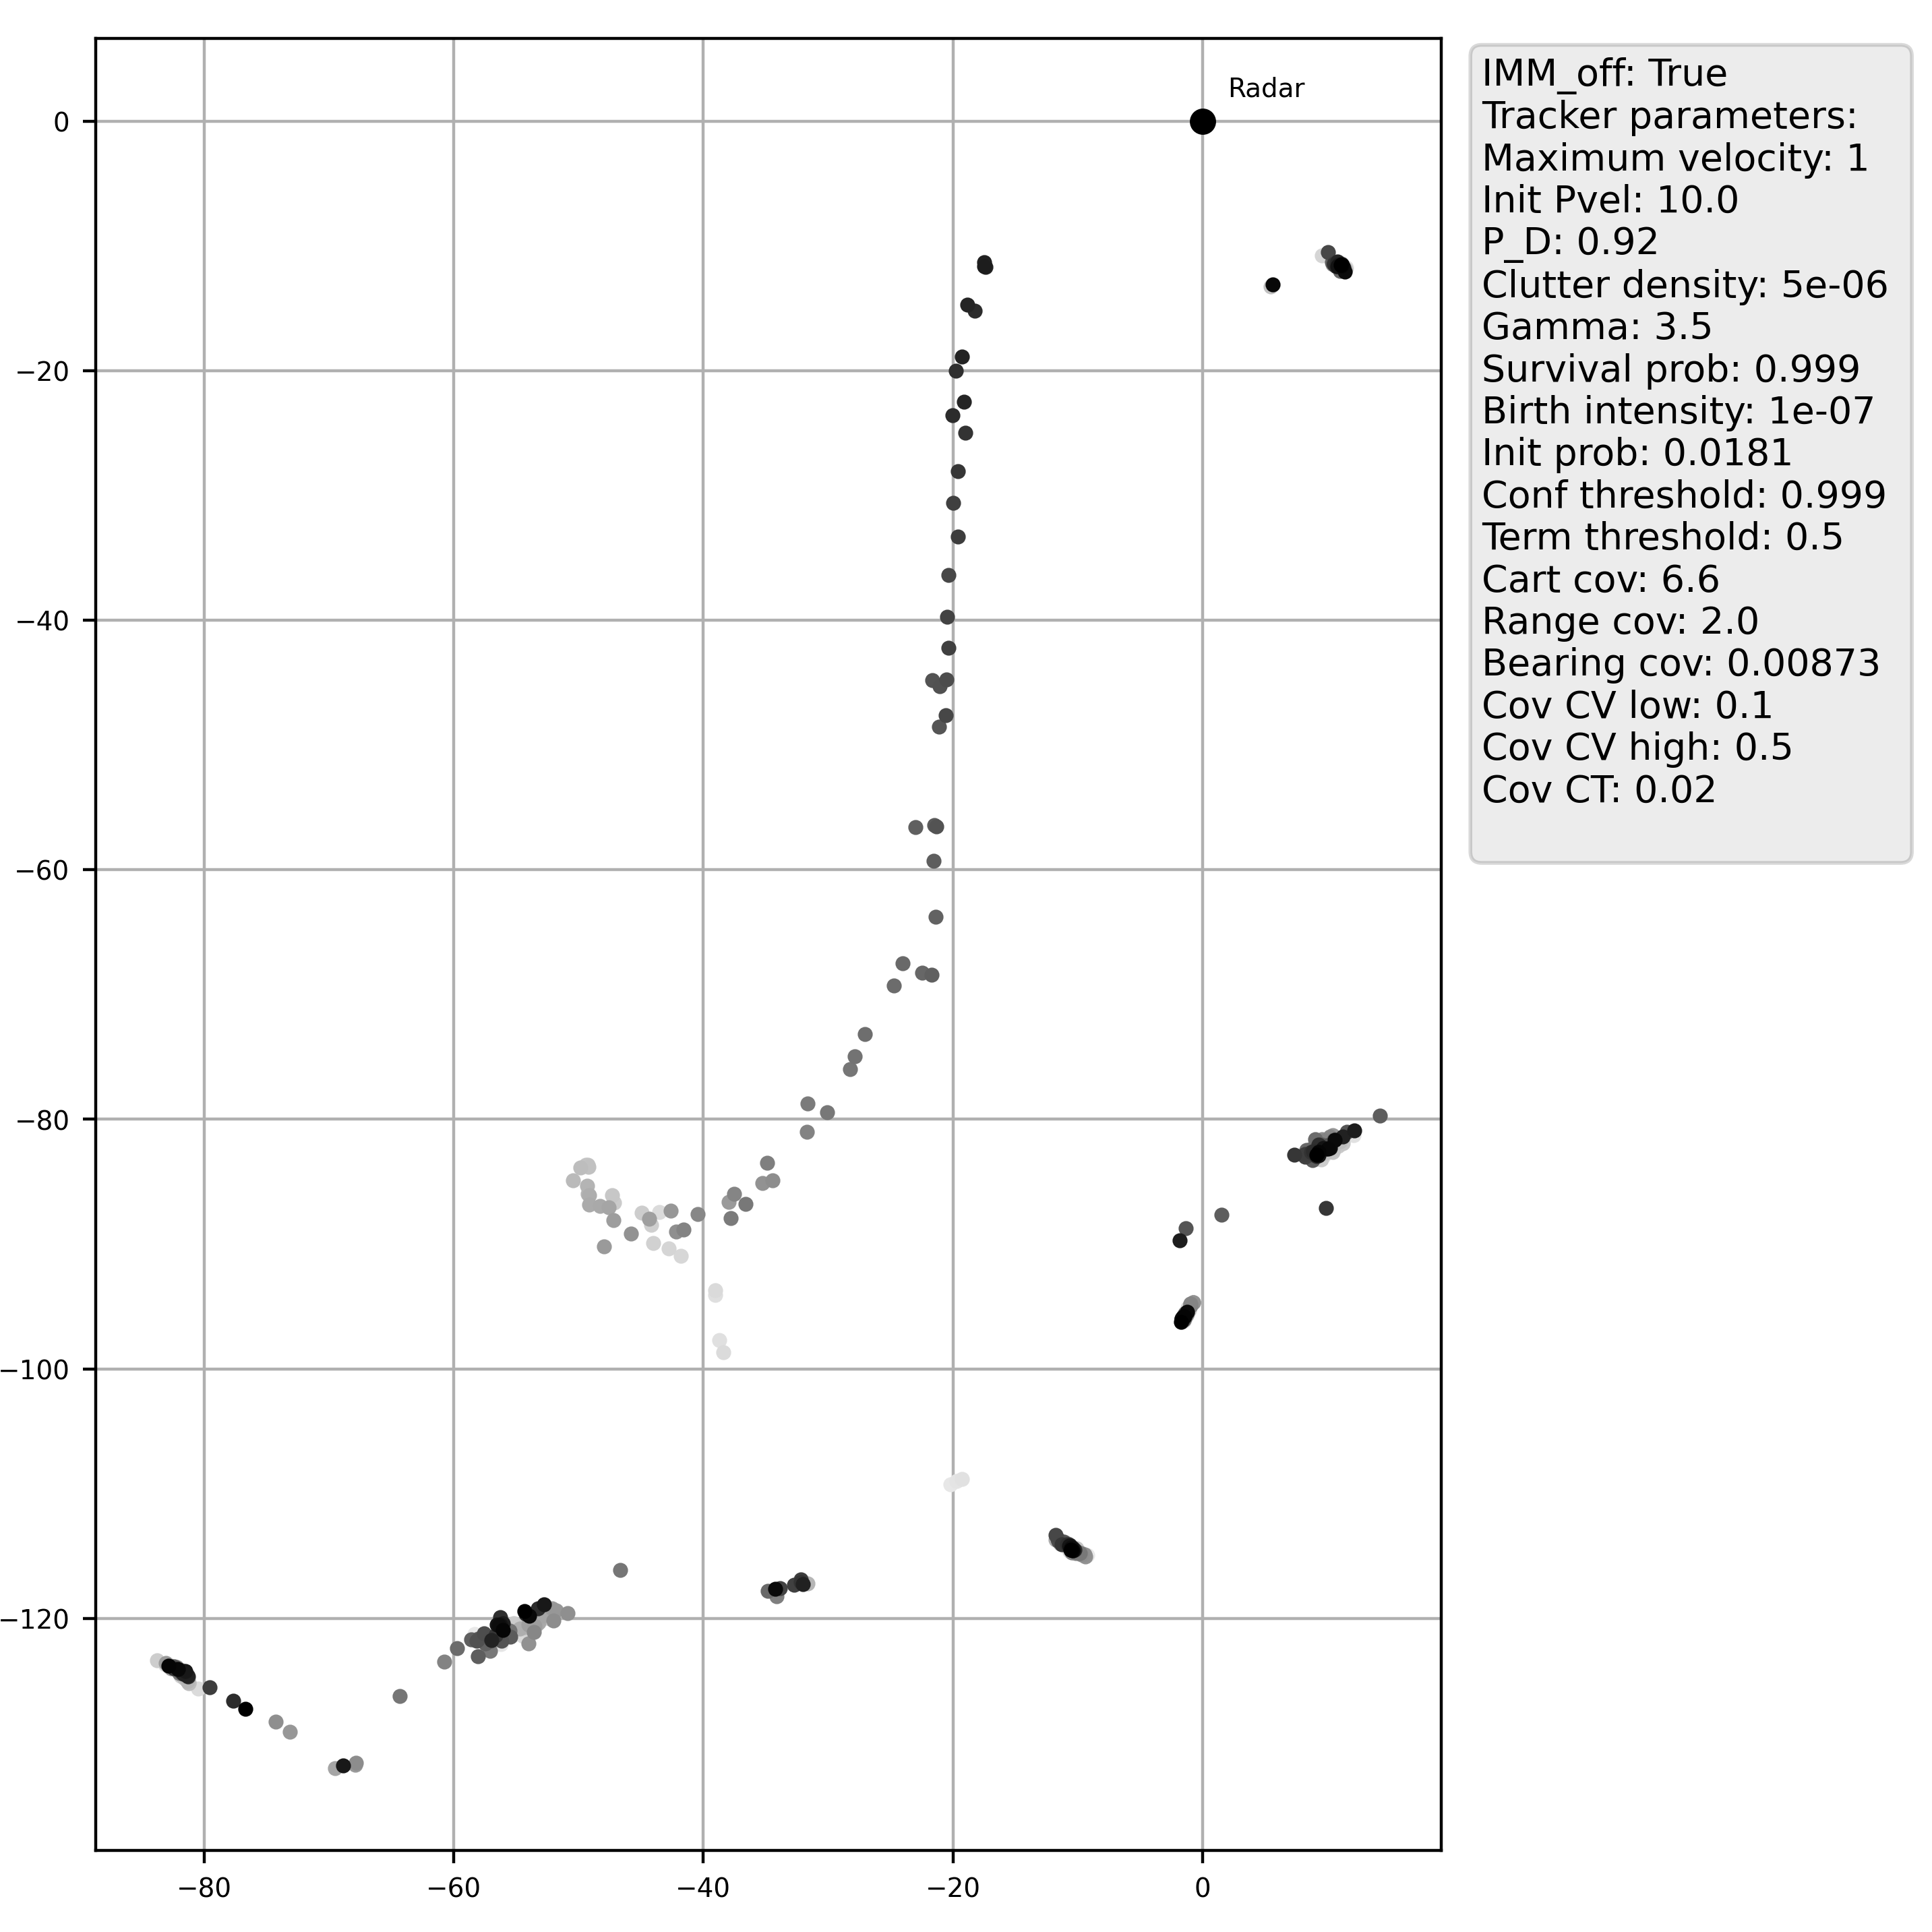 Radar
0
−20
−40
−60
−80
−100
−120
−80
−60
−40
−20
0
IMM_off: True
Tracker parameters:
Maximum velocity: 1
Init Pvel: 10.0
P_D: 0.92
Clutter density: 5e-06
Gamma: 3.5
Survival prob: 0.999
Birth intensity: 1e-07
Init prob: 0.0181
Conf threshold: 0.999
Term threshold: 0.5
Cart cov: 6.6
Range cov: 2.0
Bearing cov: 0.00873
Cov CV low: 0.1
Cov CV high: 0.5
Cov CT: 0.02